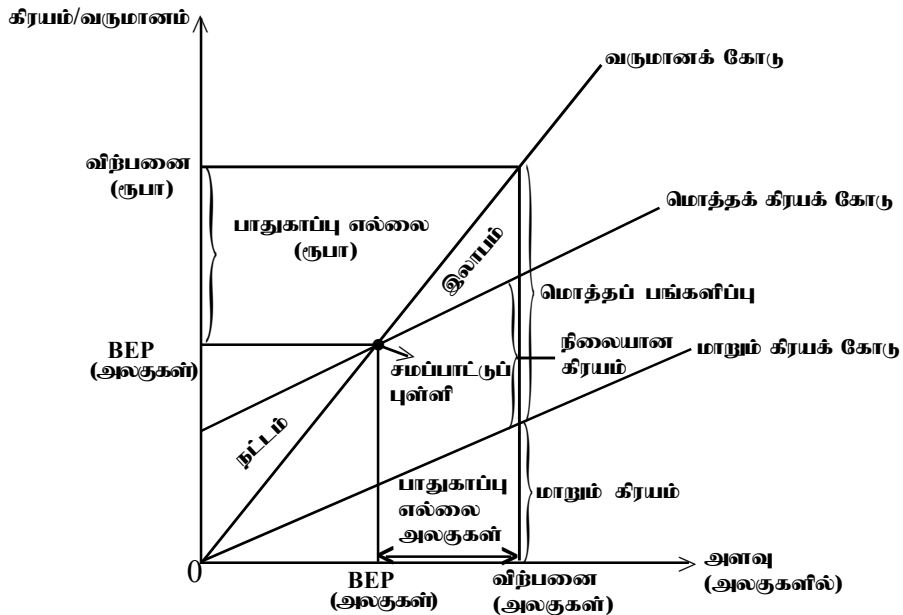 கிரயம்/வருமானம்
வருமானக் கோடு
விற்பனை
(ரூபா)
மொத்தக் கிரயக் கோடு
பாதுகாப்பு எல்லை
(ரூபா)
இலாபம்
மொத்தப் பங்களிப்பு
BEP
(அலகுகள்)
நிலையான
கிரயம்
மாறும் கிரயக் கோடு
சமப்பாட்டுப்
புள்ளி
நட்டம்
பாதுகாப்பு
எல்லை
அலகுகள்
மாறும் கிரயம்
0
BEP
(அலகுகள்)
விற்பனை
(அலகுகள்)
அளவு
(அலகுகளில்)